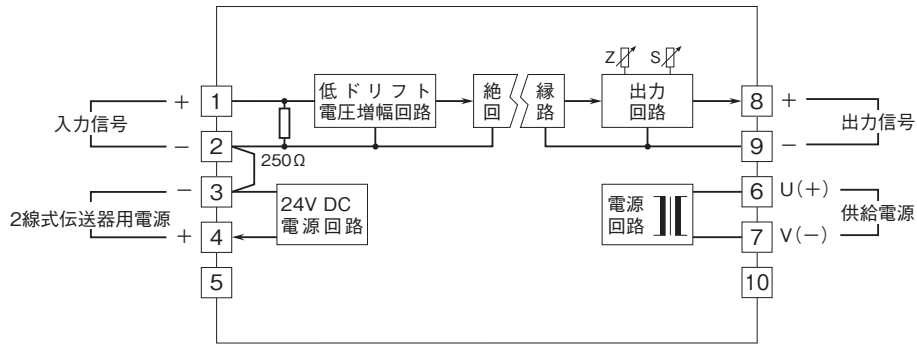 Z S
低ドリフト
電圧増幅回路
絶
回
縁
路
出力
回路
+ 1
入力信号
− 2
250Ω
8 +
出力信号
9 −
− 3
2線式伝送器用電源
+ 4
24V DC
電源回路
5
電源
回路
6 U(+)
供給電源
7 V(−)
10